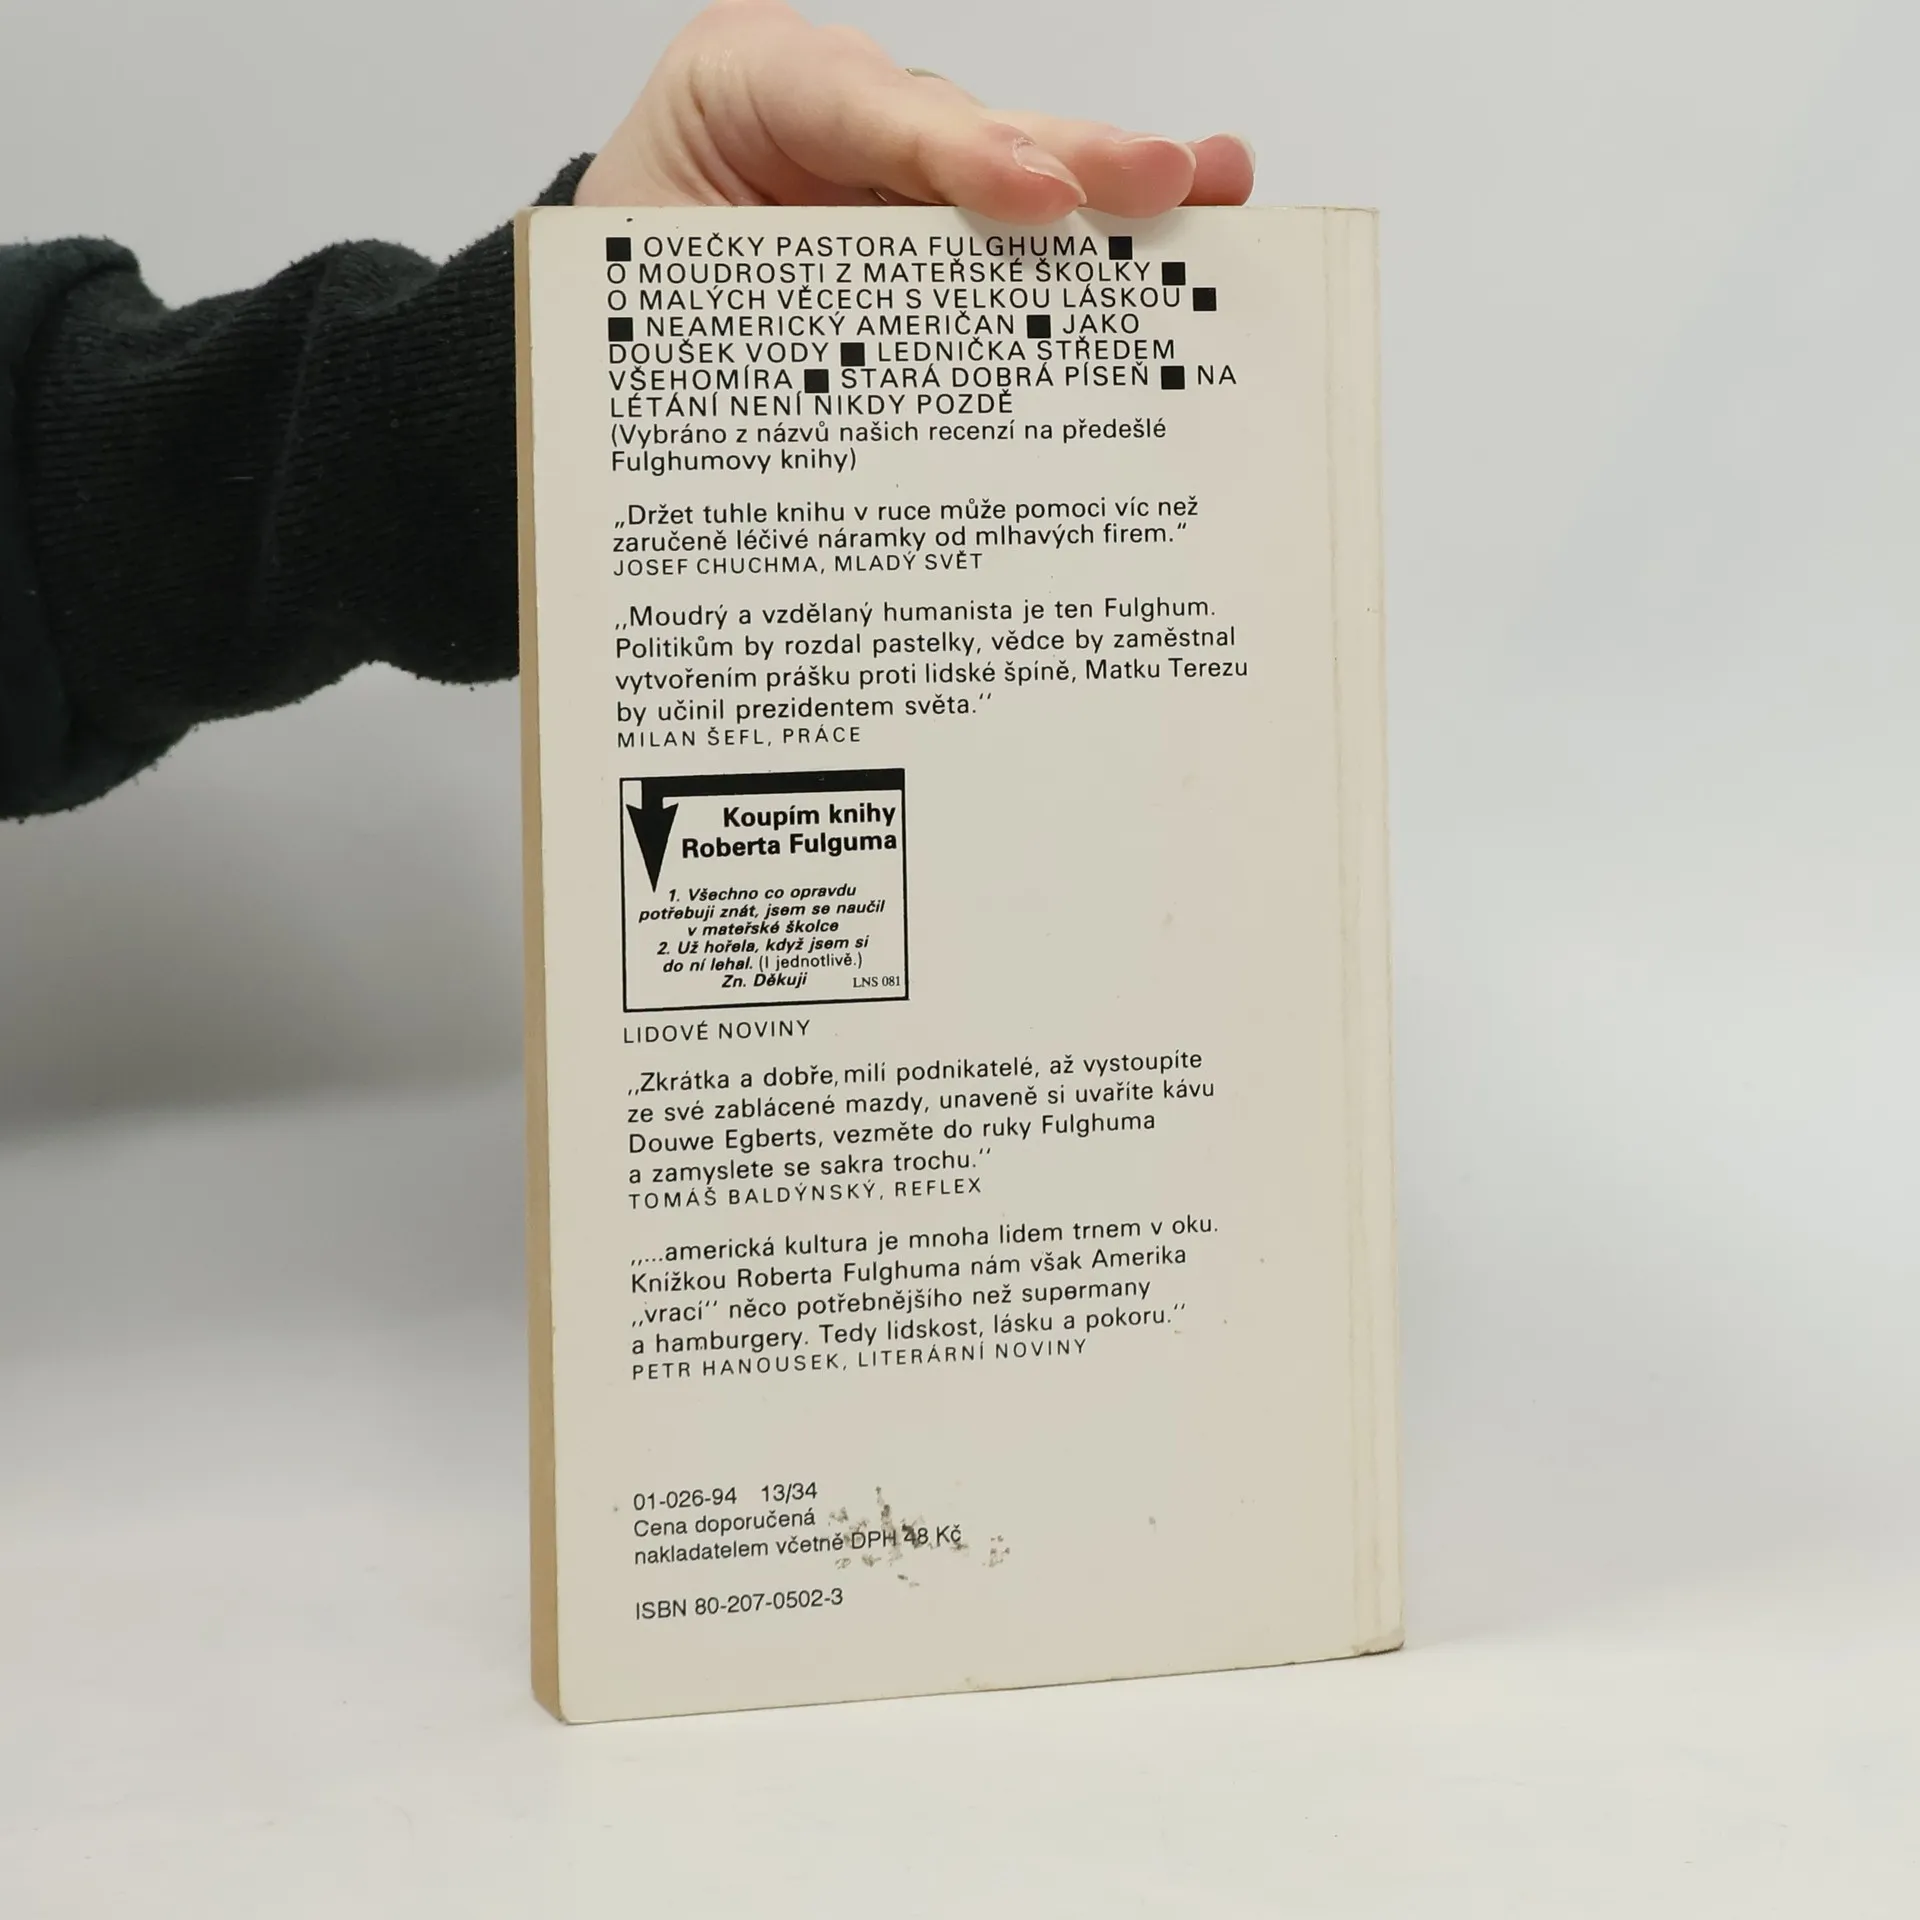 ■ OVEČKY PASTORA FULGHUMA ■
O MOUDROSTI Z MATEŘSKÉ ŠKOLKY ■
O MALÝCH VĚCECH S VELKOU LÁSKOU ■
■ NEAMERICKÝ AMERIČAN ■ JAKO
DOUŠEK VODY ■ LEDNIČKA STŘEDEM
VŠEHOMÍRA ■ STARÁ DOBRÁ PÍSEŇ ■ NA
LÉTÁNÍ NENÍ NIKDY POZDĚ
(Vybráno z názvů našich recenzí na předešlé
Fulghumovy knihy)
„Držet tuhle knihu v ruce může pomoci víc než
zaručeně léčivé náramky od mlhavých firem.“
JOSEF CHUCHMA, MLADÝ SVĚT
,,Moudrý a vzdělaný humanista je ten Fulghum.
Politikům by rozdal pastelky, vědce by zaměstnal
vytvořením prášku proti lidské špíně, Matku Terezu
by učinil prezidentem světa.‘‘
MILAN ŠEFL, PRÁCE
Koupím knihy
Roberta Fulguma
1. Všechno co opravdu
potřebuji znát, jsem se naučil
v mateřské školce
2. Už hořela, když jsem si
do ní lehal. (I jednotlivě.)
Zn. Děkuji LNS 081
LIDOVÉ NOVINY
,,Zkrátka a dobře, milí podnikatelé, až vystoupíte
ze své zablácené mazdy, unaveně si uvaříte kávu
Douwe Egberts, vezměte do ruky Fulghuma
a zamyslete se sakra trochu.‘‘
TOMÁŠ BALDÝNSKÝ, REFLEX
,,...americká kultura je mnoha lidem trnem v oku.
Knížkou Roberta Fulghuma nám však Amerika
,,vrací‘‘ něco potřebnějšího než supermany
a hamburgery. Tedy lidskost, lásku a pokoru.‘‘
PETR HANOUSEK, LITERÁRNÍ NOVINY
01-026-94 13/34
Cena doporučená
nakladatelem včetně DPH 48 Kč
ISBN 80-207-0502-3